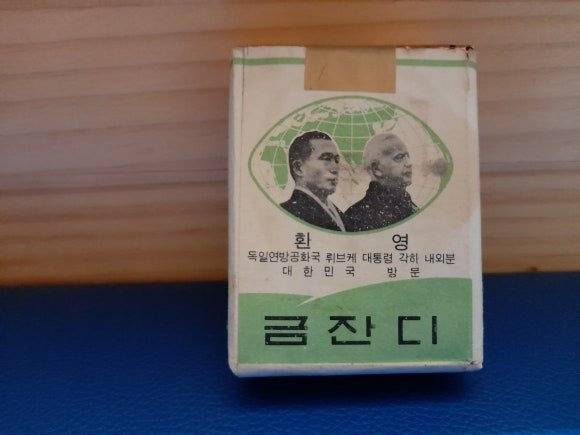 환 영
독일연방공화국 뤼브케 대통령 각하 내외분
대한민국 방문
금잔디